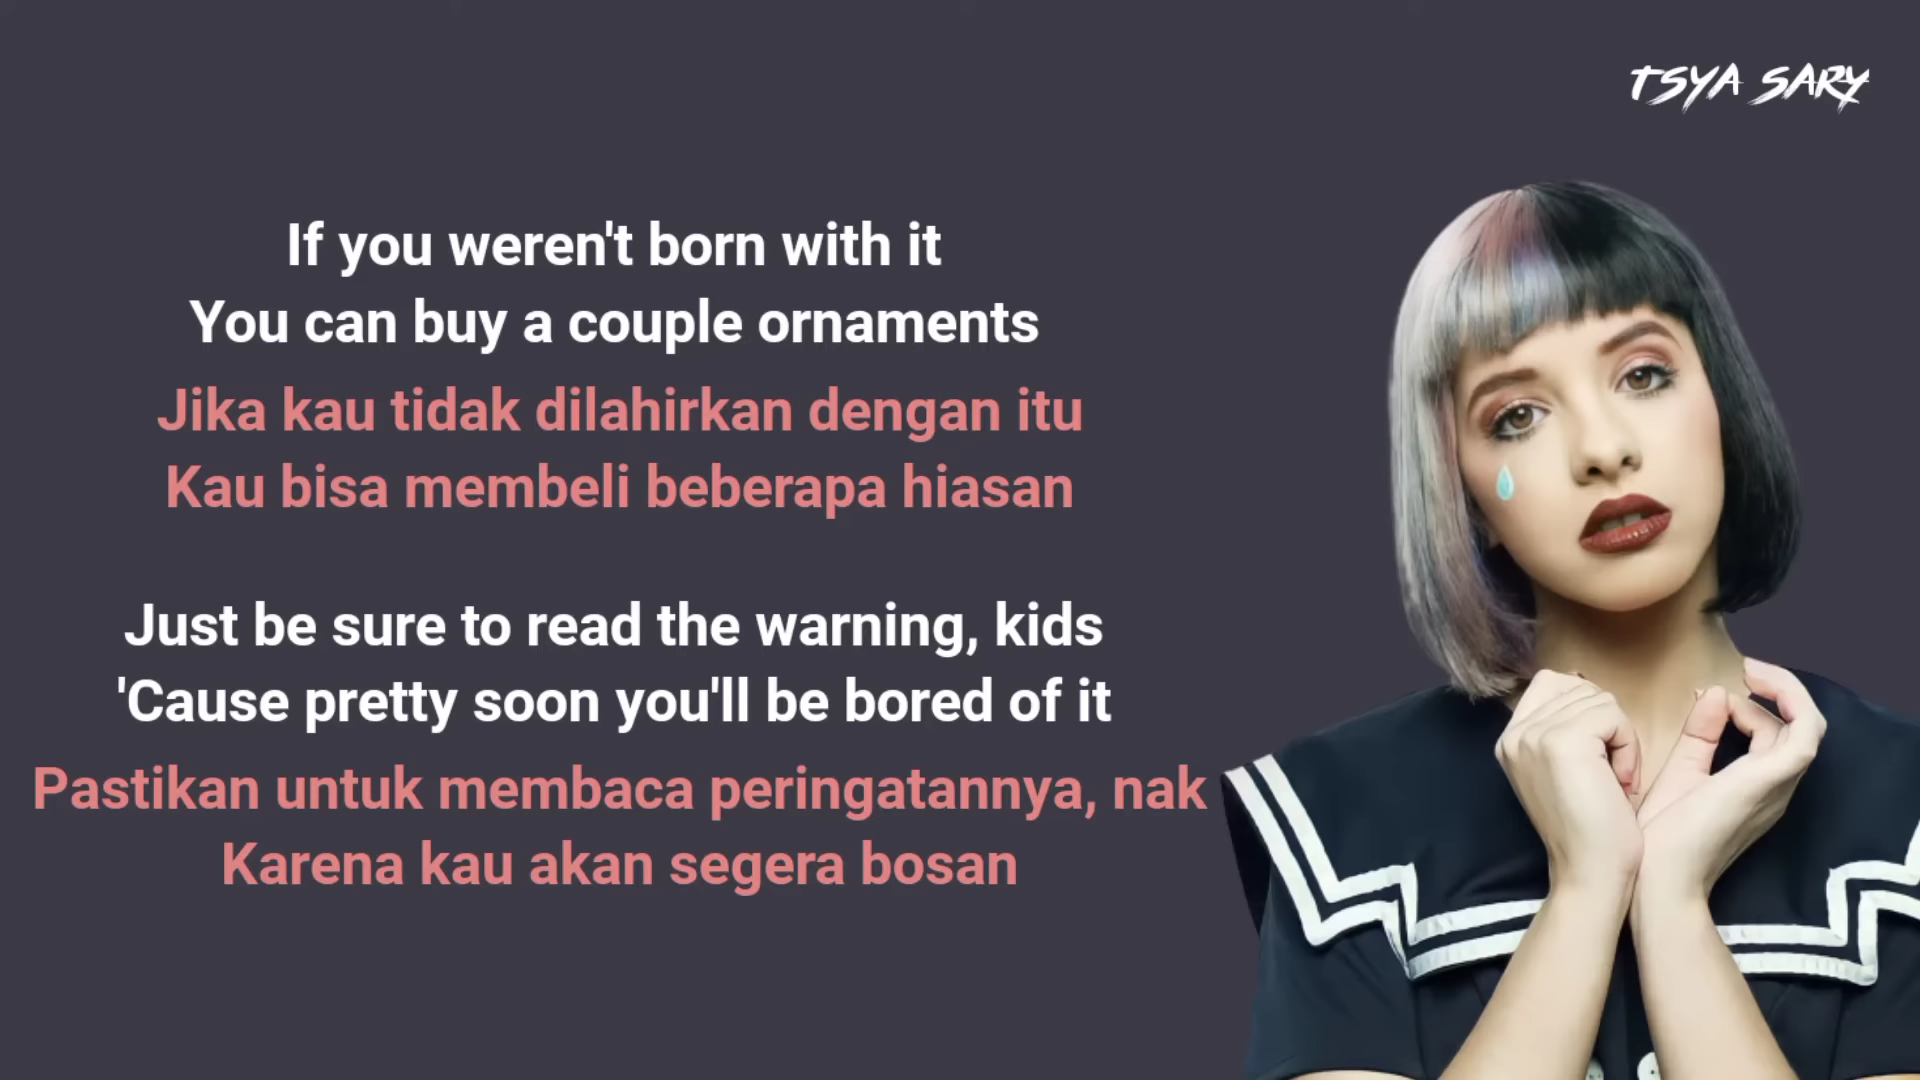 TSYA SARY
If you weren't born with it
You can buy a couple ornaments
Jika kau tidak dilahirkan dengan itu
Kau bisa membeli beberapa hiasan
Just be sure to read the warning, kids
'Cause pretty soon you'll be bored of it
Pastikan untuk membaca peringatannya, nak
Karena kau akan segera bosan